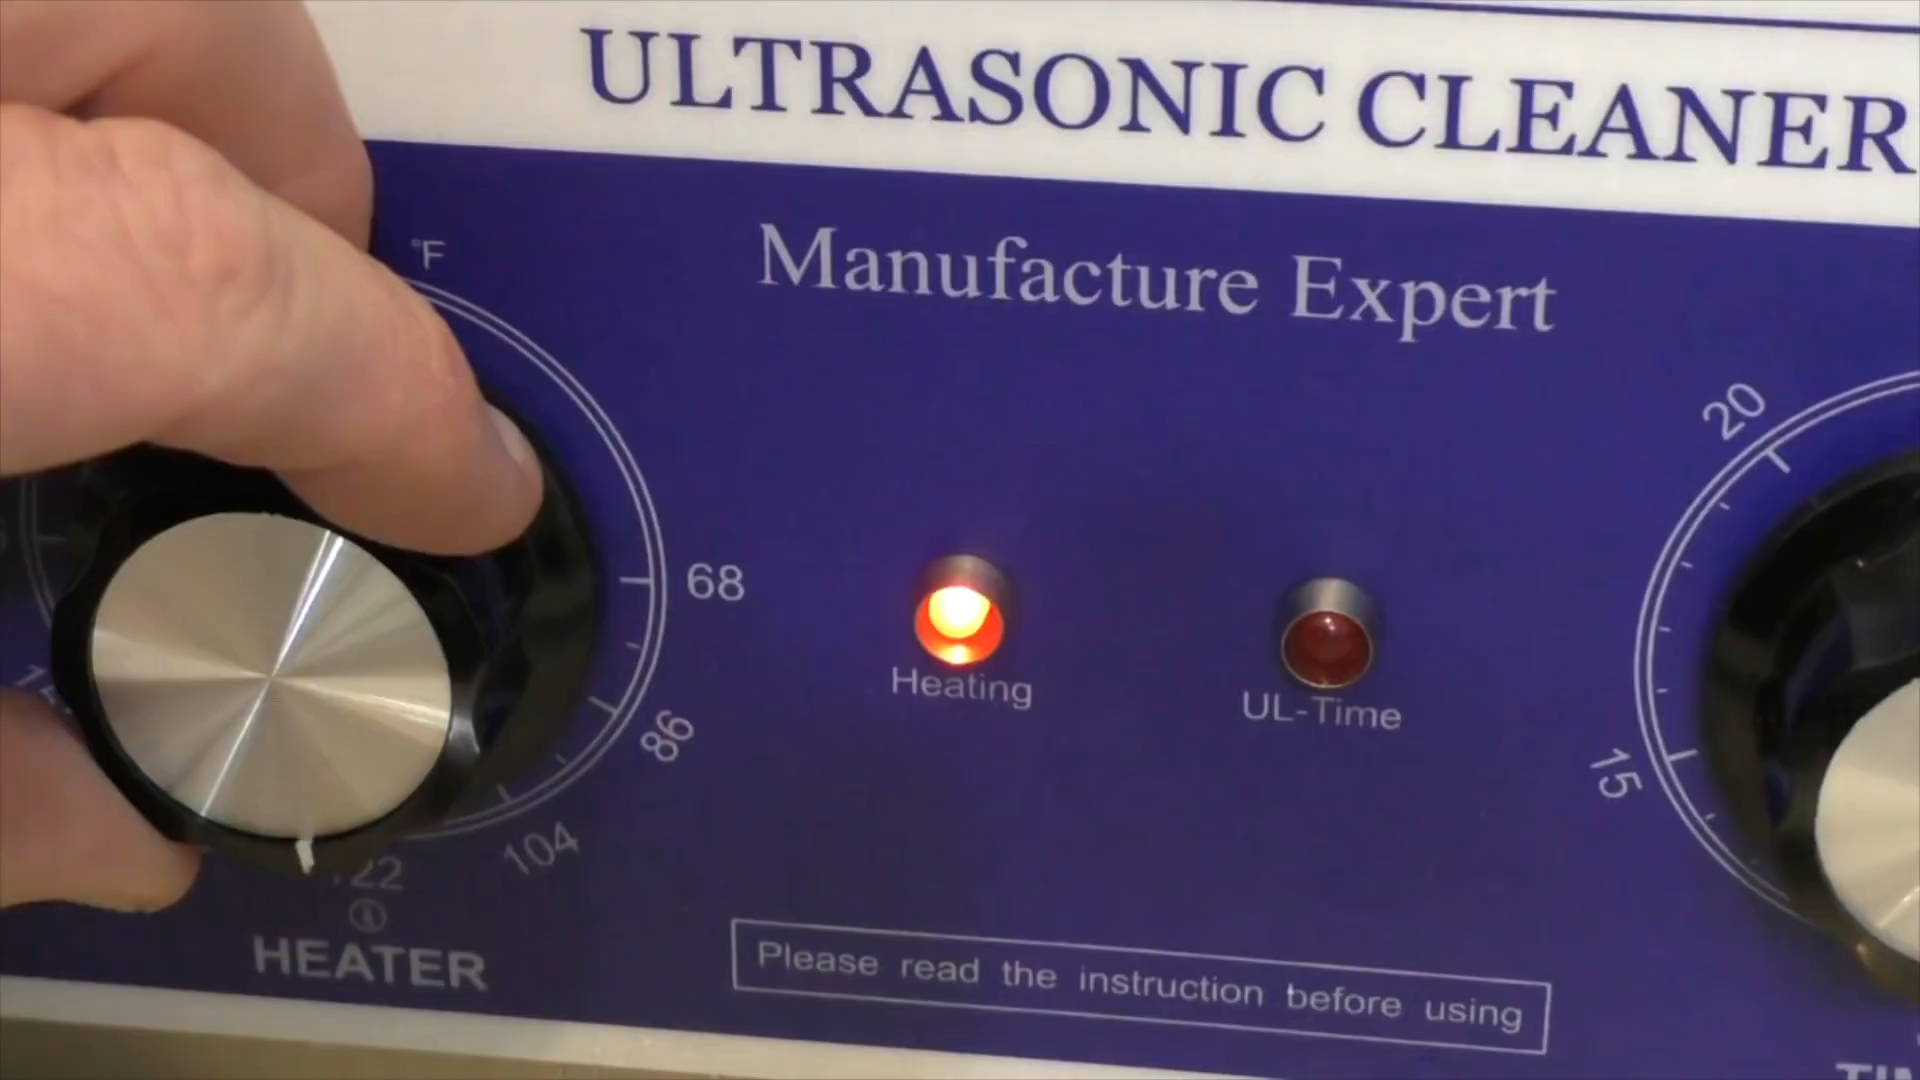 ULTRASONIC CLEANER
Manufacture Expert
°F
68
86
104
22
HEATER
Heating
UL-Time
20
15
Please read the instruction before using